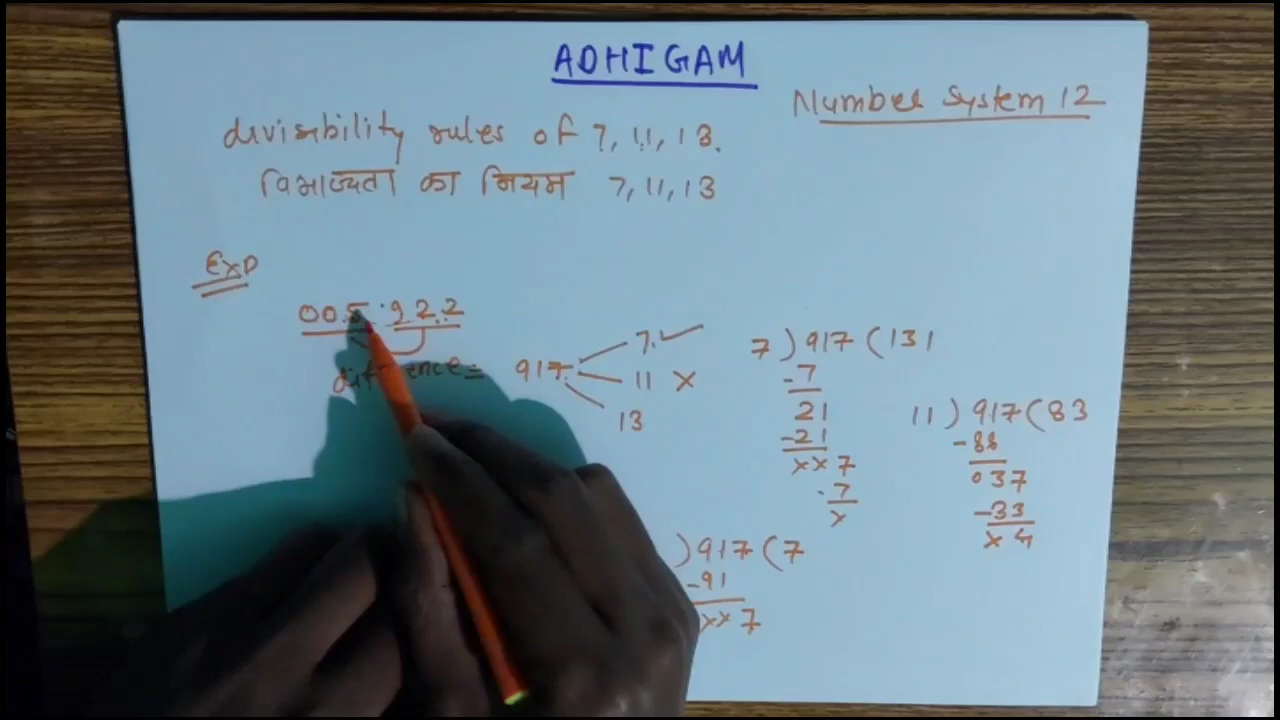 ADHIGAM
Number System 12
divisibility rules of 7, 11, 13.
विभाज्यता का नियम 7, 11, 13
Exp
005 922
difference = 917
7 ✓
11 ×
13
7 ) 917 ( 131
-7
21
-21
××7
-7
×
11 ) 917 ( 83
-88
037
-33
×4
) 917 ( 7
-91
××7